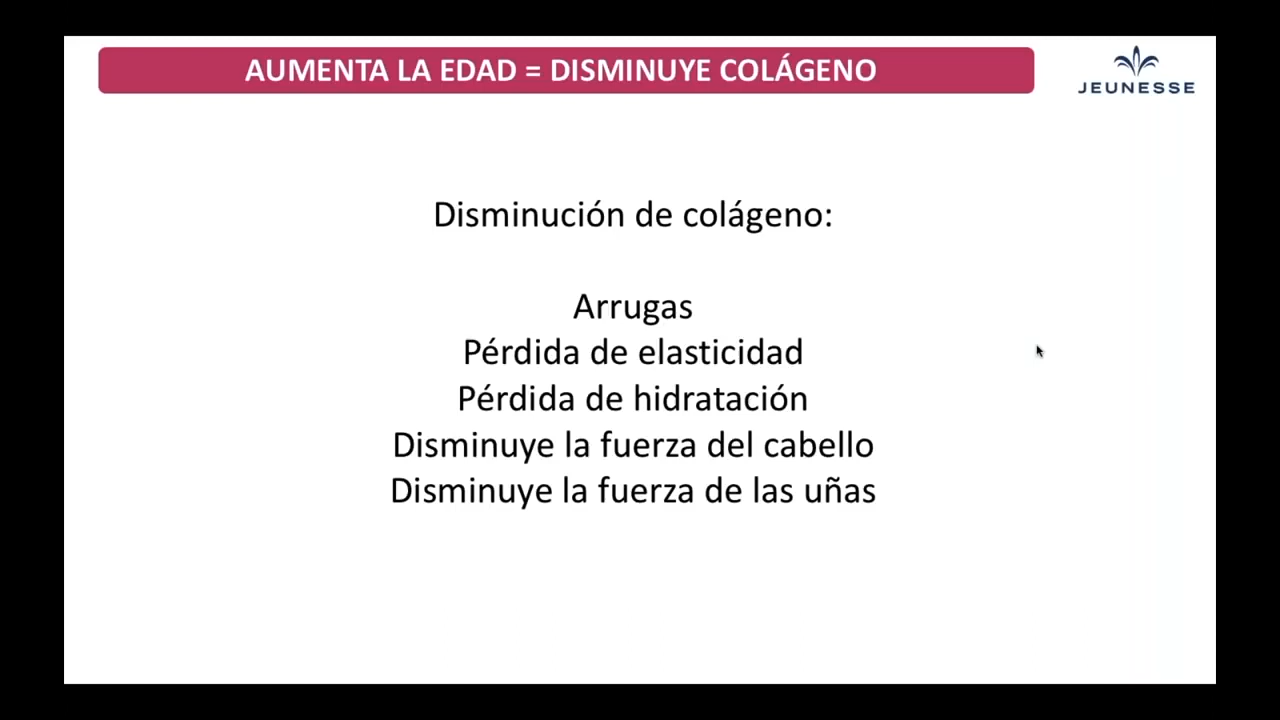 AUMENTA LA EDAD = DISMINUYE COLÁGENO
JEUNESSE
Disminución de colágeno:
Arrugas
Pérdida de elasticidad
Pérdida de hidratación
Disminuye la fuerza del cabello
Disminuye la fuerza de las uñas